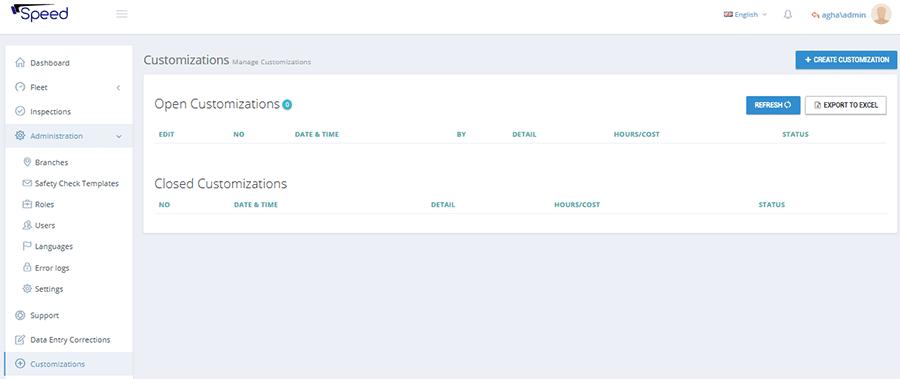 Speed
English
agha\admin
Dashboard
Fleet
Inspections
Administration
Branches
Safety Check Templates
Roles
Users
Languages
Error logs
Settings
Support
Data Entry Corrections
Customizations
Customizations Manage Customizations
+ CREATE CUSTOMIZATION
Open Customizations 0
REFRESH
EXPORT TO EXCEL
EDIT NO DATE & TIME BY DETAIL HOURS/COST STATUS
Closed Customizations
NO DATE & TIME DETAIL HOURS/COST STATUS